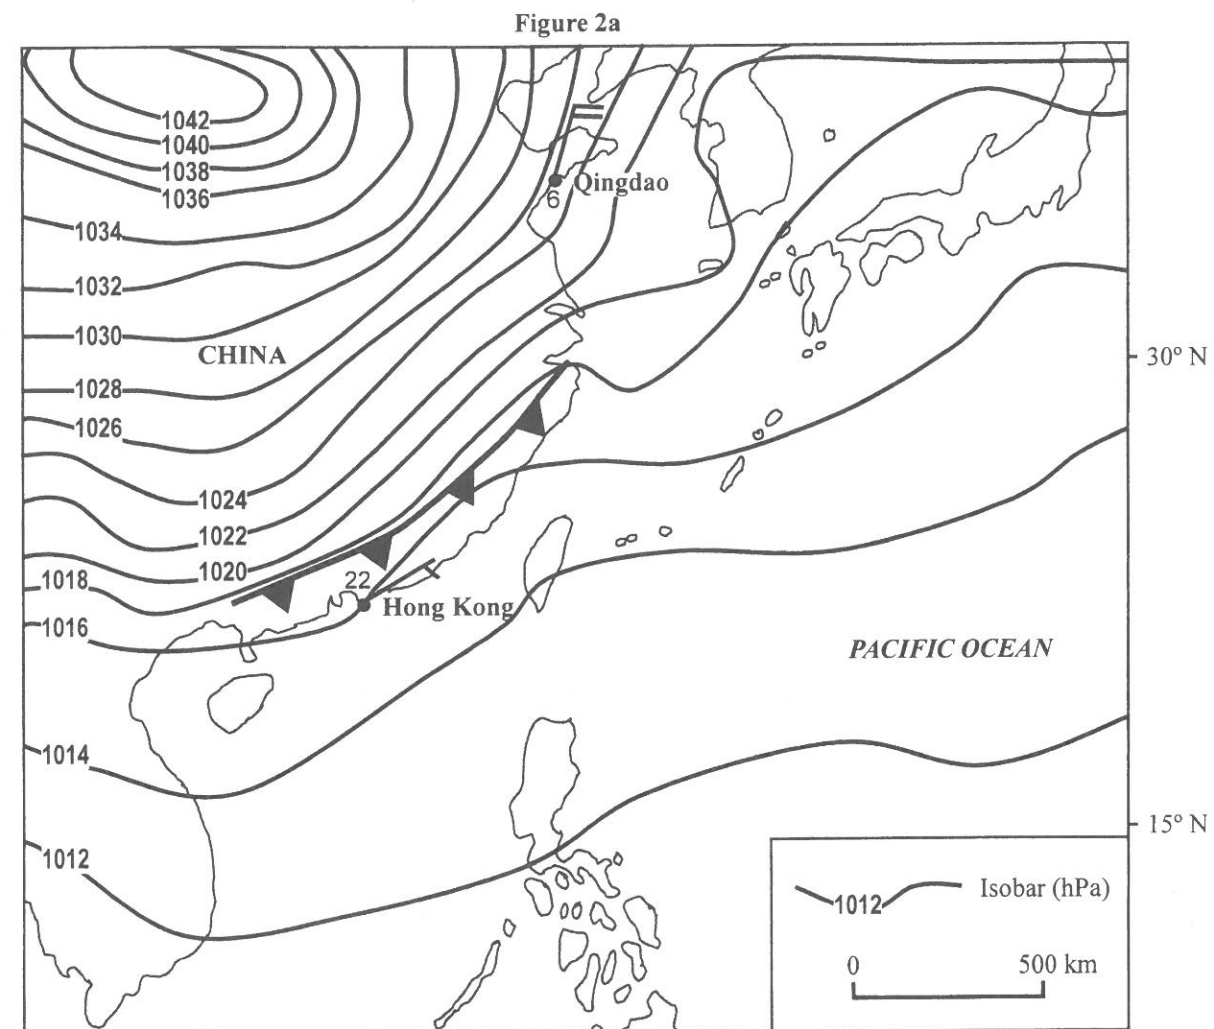 Figure 2a
1042
1040
1038
1036
Qingdao
6
1034
1032
1030
CHINA
30° N
1028
1026
1024
1022
1020
1018
22
Hong Kong
1016
PACIFIC OCEAN
1014
15° N
1012
1012
Isobar (hPa)
0
500 km